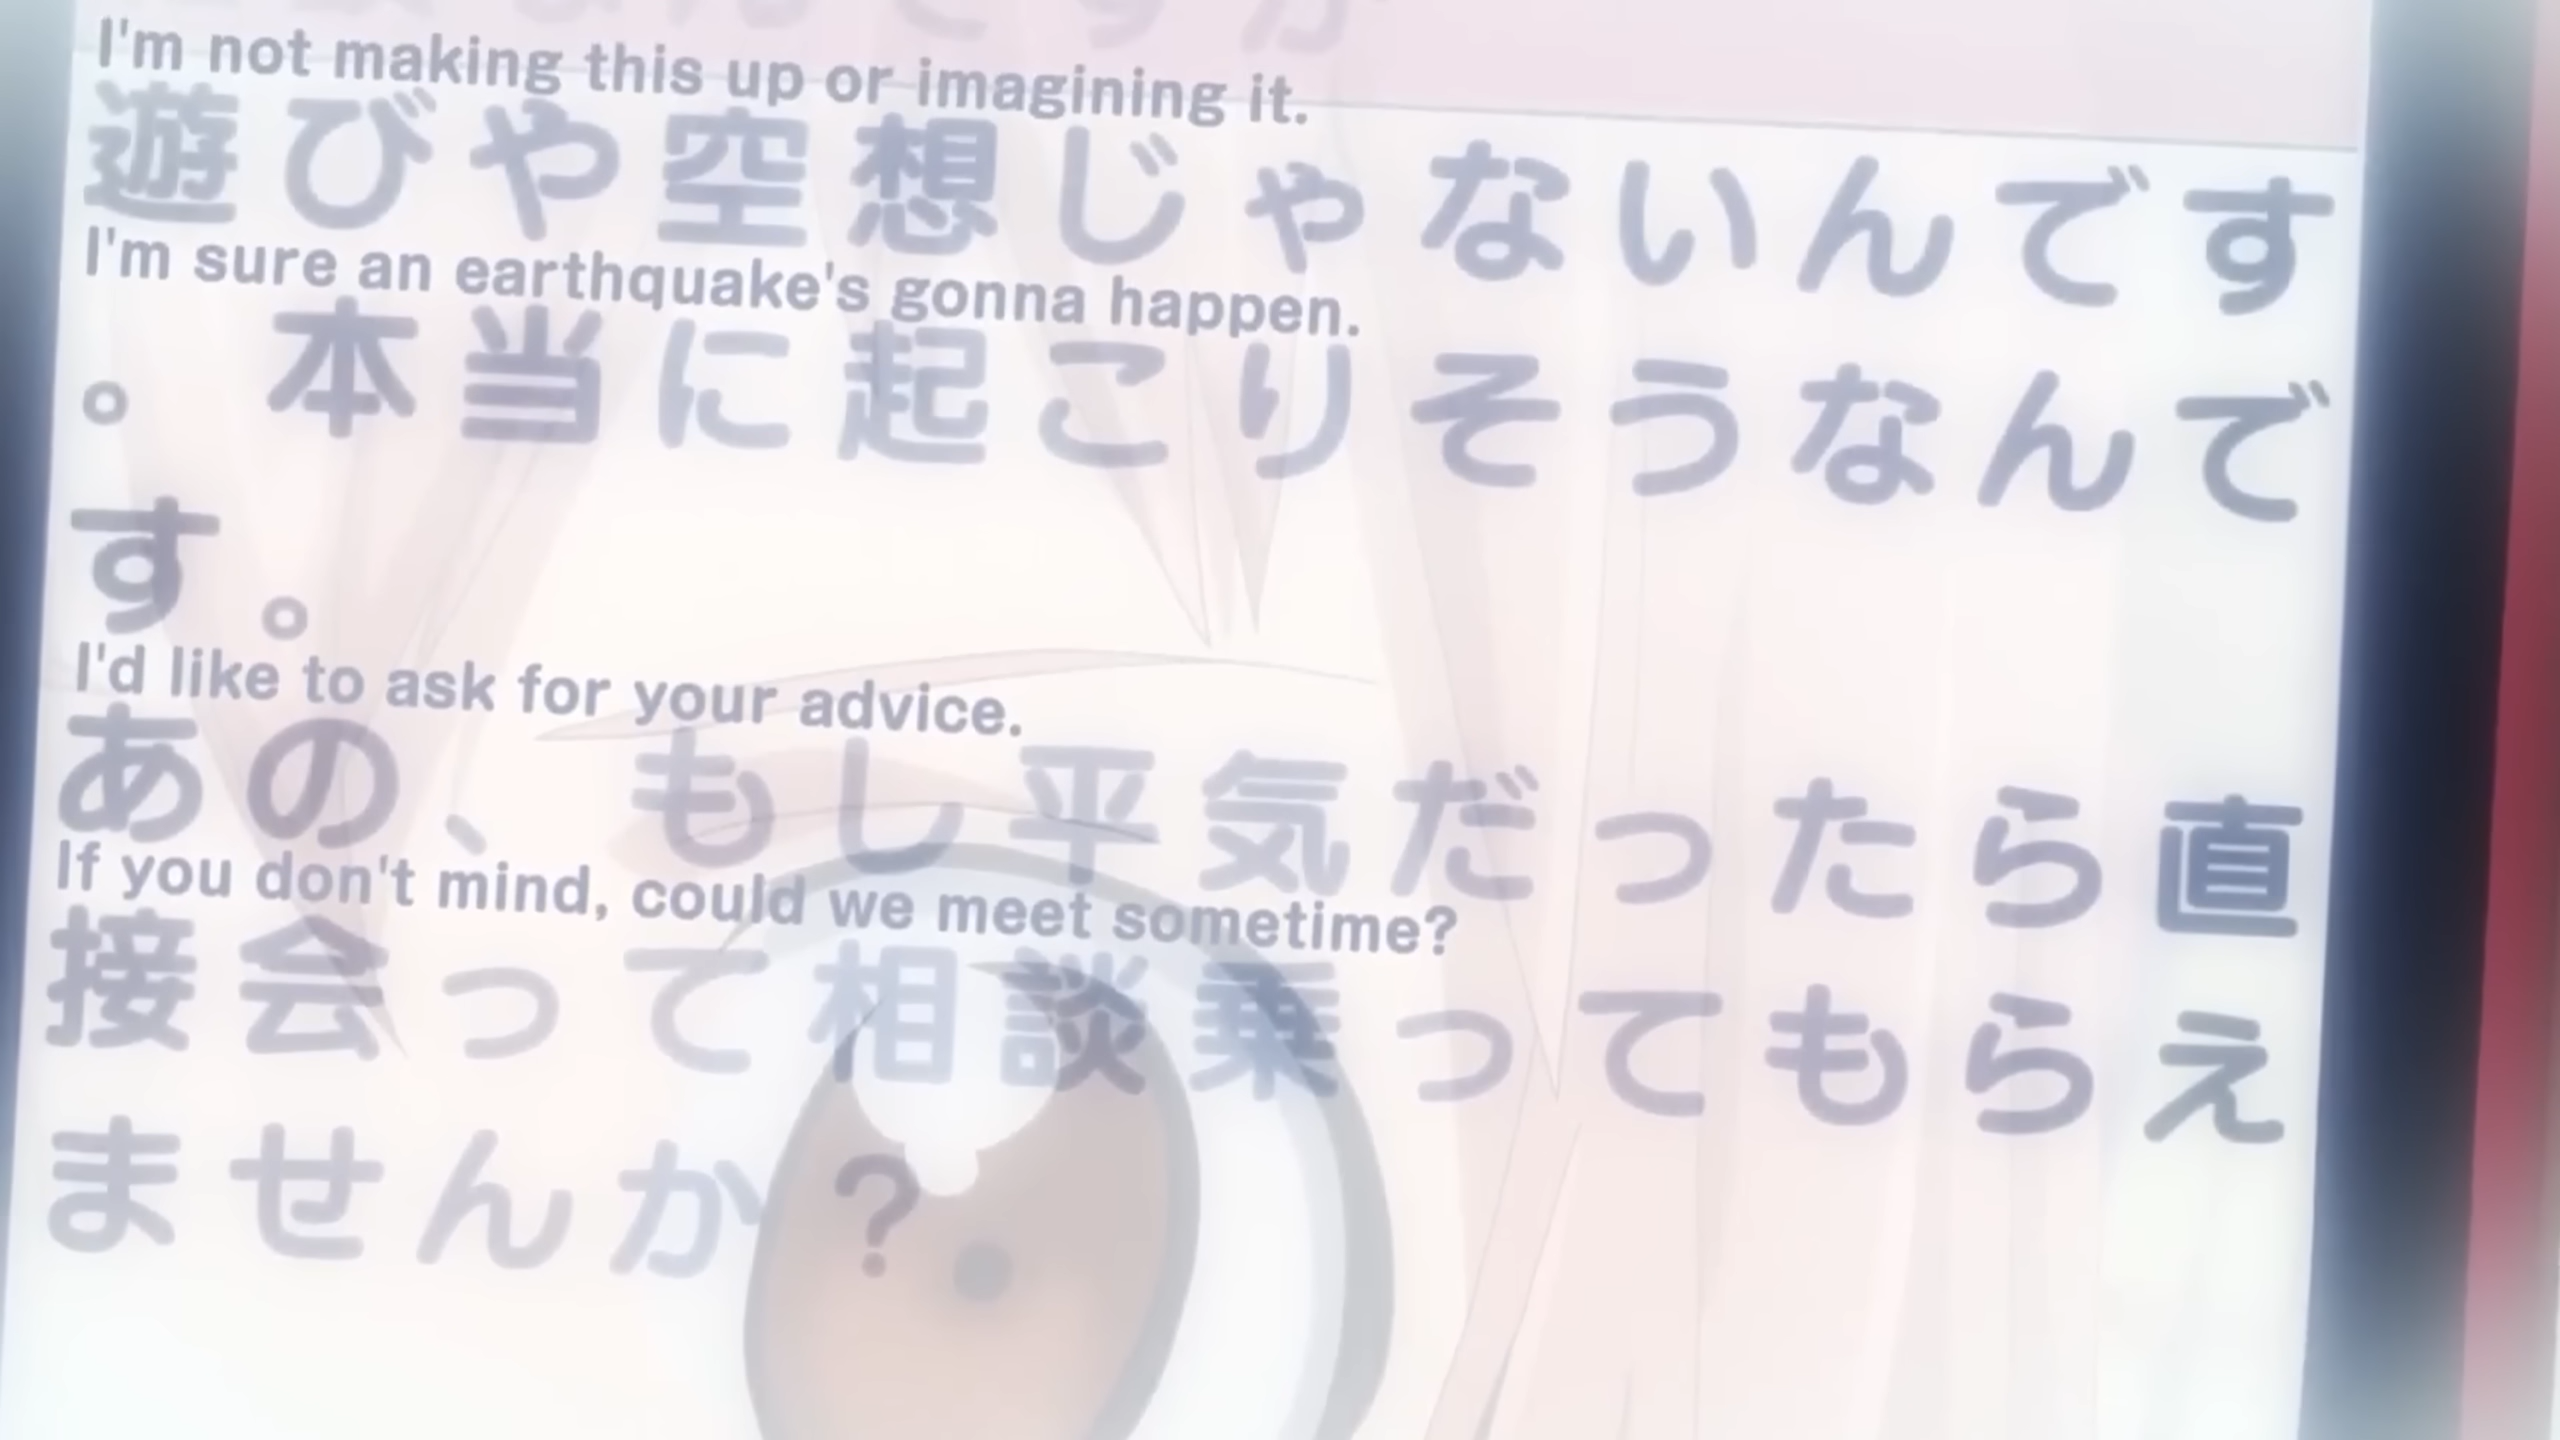 I'm not making this up or imagining it.
遊びや空想じゃないんです
I'm sure an earthquake's gonna happen.
。本当に起こりそうなんで
す。
I'd like to ask for your advice.
あの、もし平気だったら直
If you don't mind, could we meet sometime?
接会って相談乗ってもらえ
ませんか？